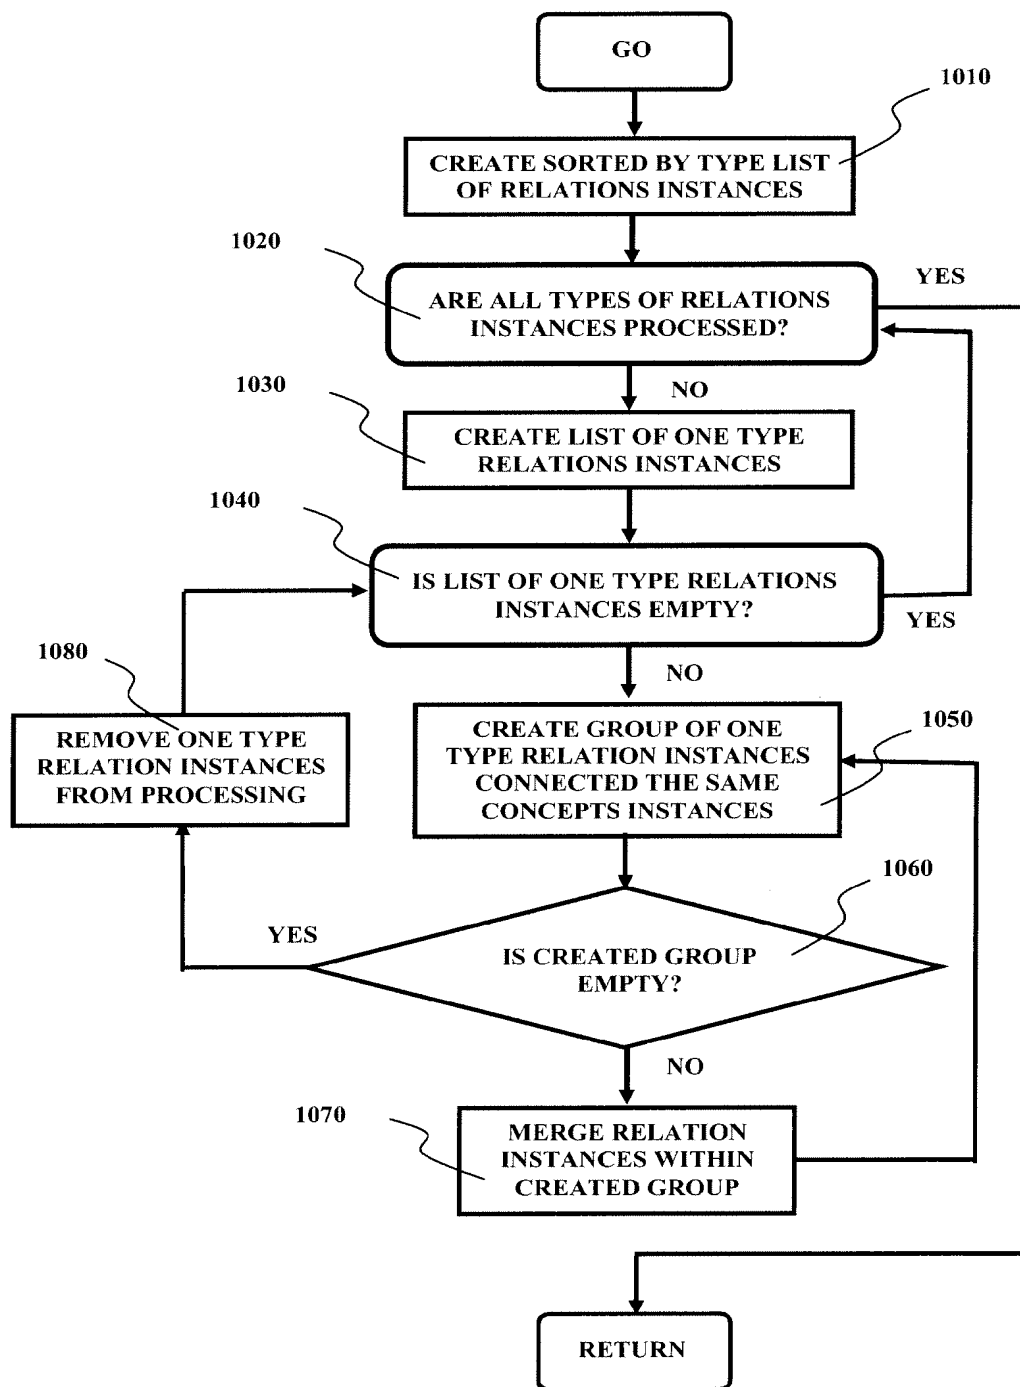 GO
1010
CREATE SORTED BY TYPE LIST
OF RELATIONS INSTANCES
1020
YES
ARE ALL TYPES OF RELATIONS
INSTANCES PROCESSED?
1030
NO
CREATE LIST OF ONE TYPE
RELATIONS INSTANCES
1040
IS LIST OF ONE TYPE RELATIONS
INSTANCES EMPTY?
YES
1080
NO
REMOVE ONE TYPE
RELATION INSTANCES
FROM PROCESSING
1050
CREATE GROUP OF ONE
TYPE RELATION INSTANCES
CONNECTED THE SAME
CONCEPTS INSTANCES
1060
YES
IS CREATED GROUP
EMPTY?
NO
1070
MERGE RELATION
INSTANCES WITHIN
CREATED GROUP
RETURN